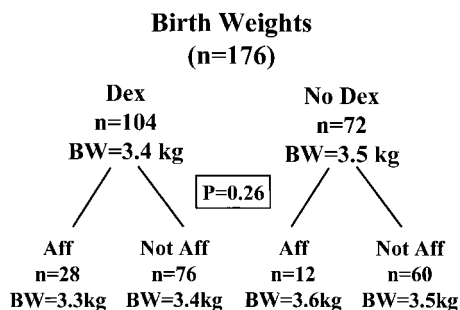 Birth Weights
(n=176)
Dex
n=104
BW=3.4 kg
No Dex
n=72
BW=3.5 kg
P=0.26
Aff
n=28
BW=3.3kg
Not Aff
n=76
BW=3.4kg
Aff
n=12
BW=3.6kg
Not Aff
n=60
BW=3.5kg